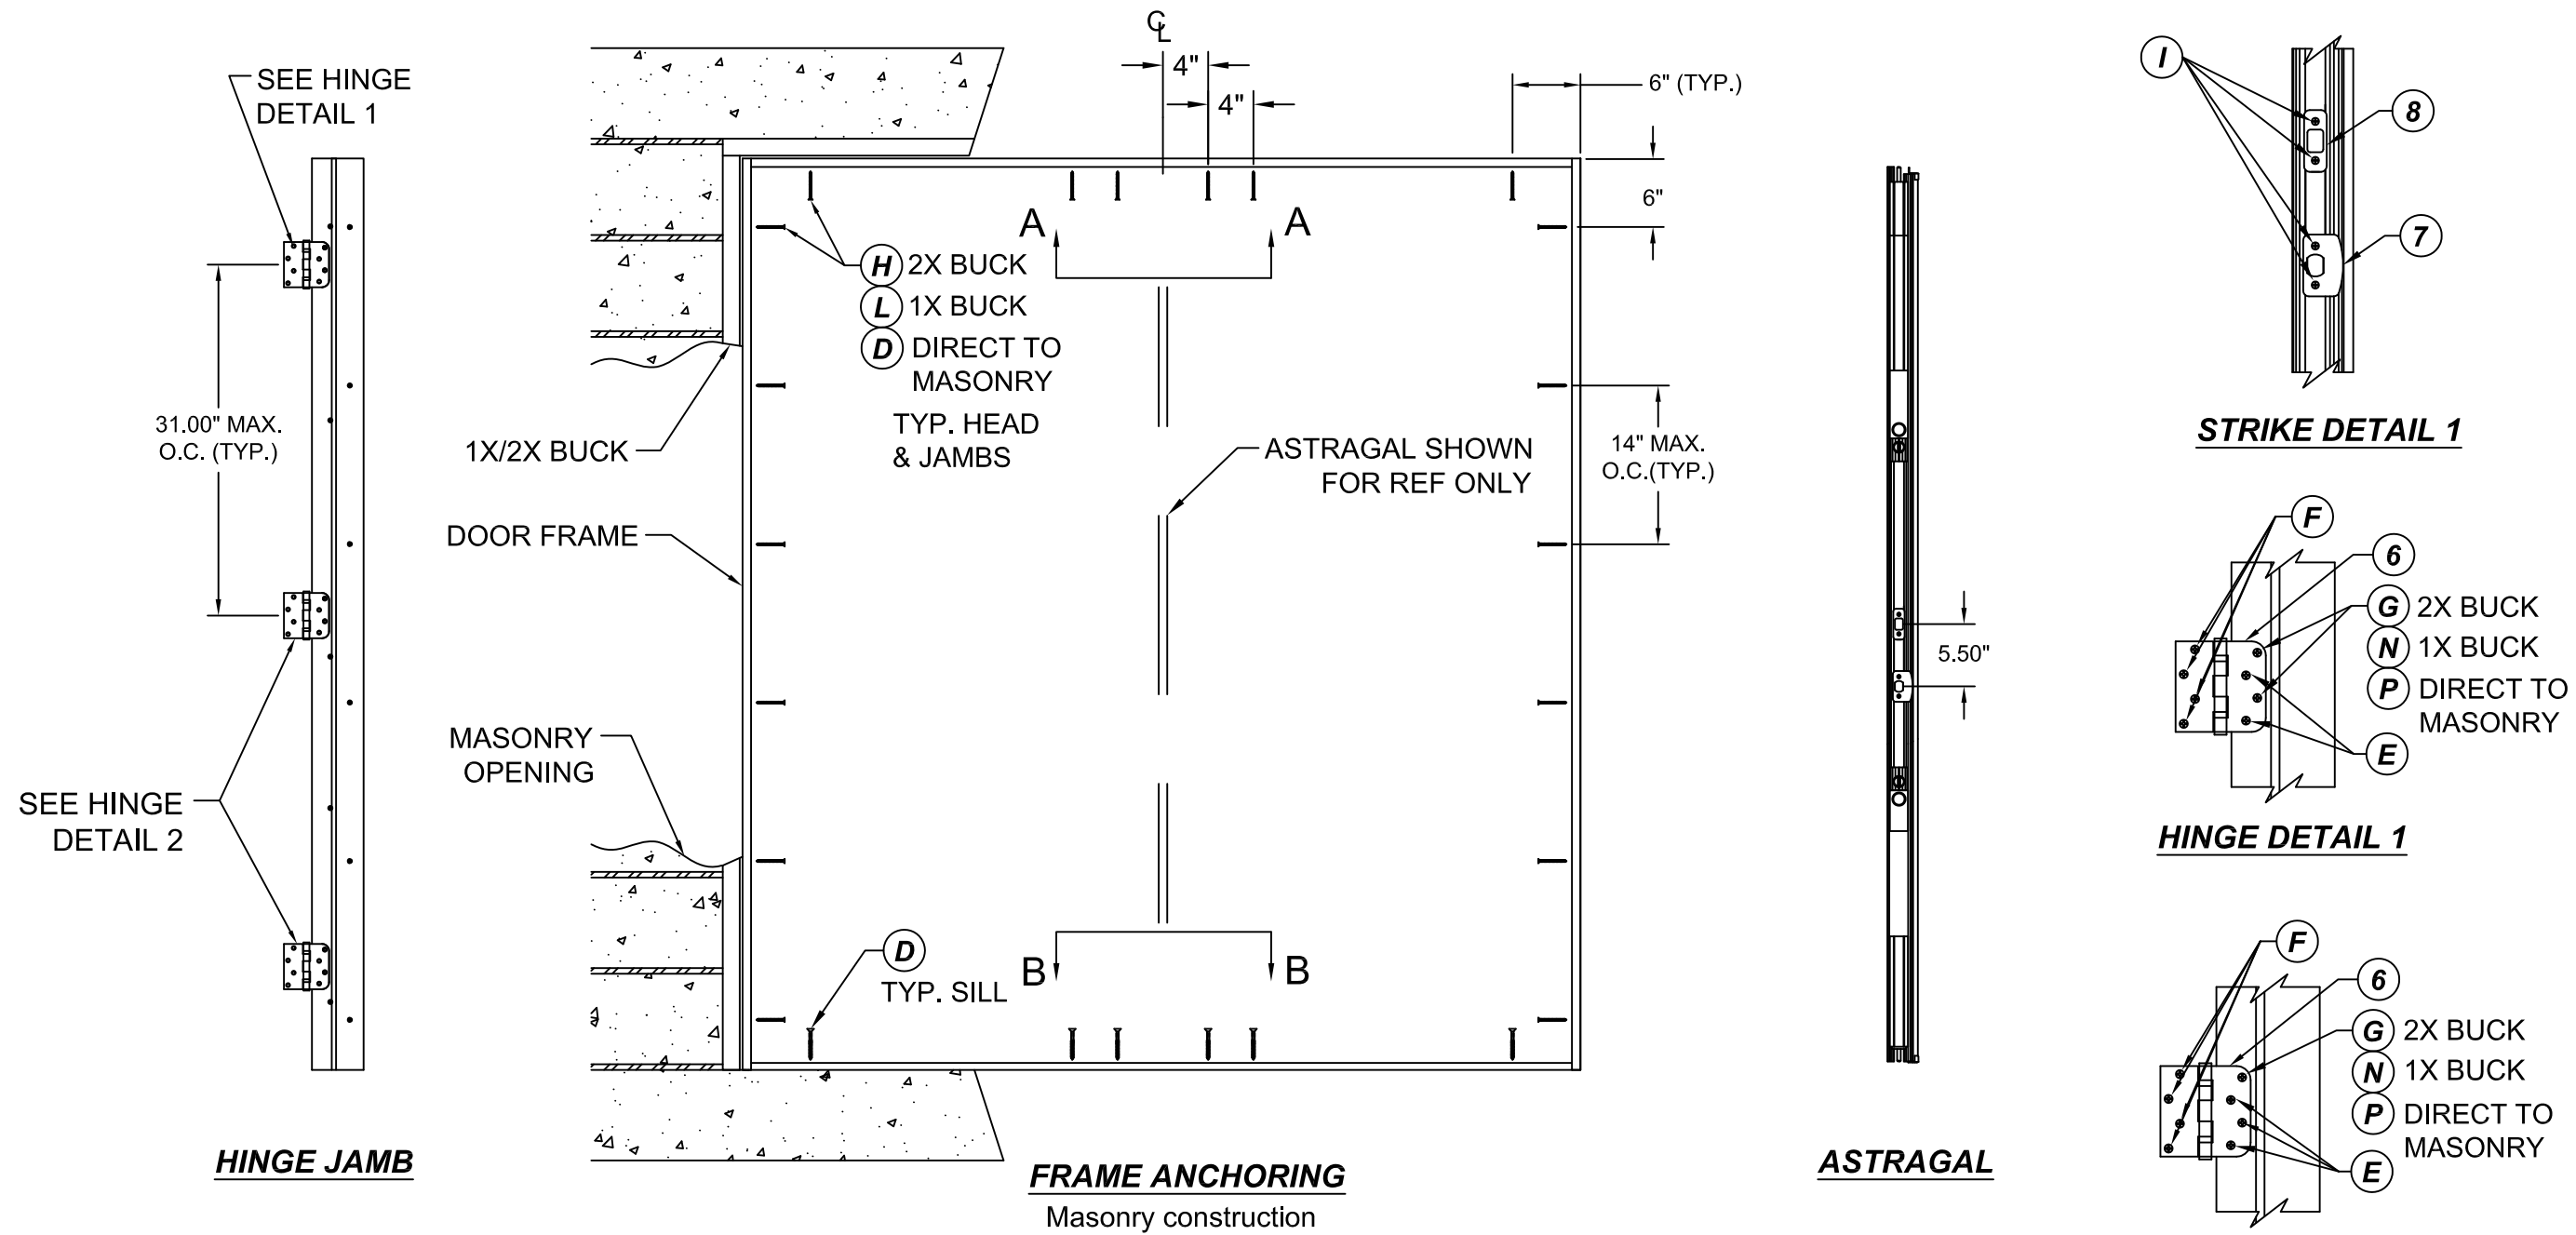 SEE HINGE
DETAIL 1
31.00" MAX.
O.C. (TYP.)
SEE HINGE
DETAIL 2
HINGE JAMB
1X/2X BUCK
DOOR FRAME
MASONRY
OPENING
CL
4"
4"
6" (TYP.)
6"
A A
H 2X BUCK
L 1X BUCK
D DIRECT TO
MASONRY
TYP. HEAD
& JAMBS
ASTRAGAL SHOWN
FOR REF ONLY
14" MAX.
O.C.(TYP.)
D
TYP. SILL
B B
FRAME ANCHORING
Masonry construction
5.50"
ASTRAGAL
I
8
7
STRIKE DETAIL 1
F
6
G 2X BUCK
N 1X BUCK
P DIRECT TO
MASONRY
E
HINGE DETAIL 1
F
6
G 2X BUCK
N 1X BUCK
P DIRECT TO
MASONRY
E